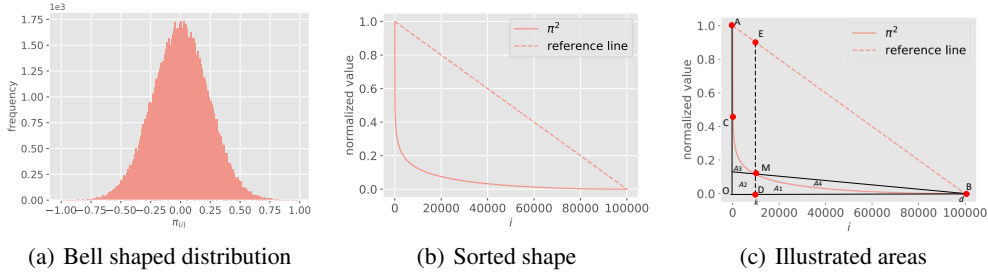 1e3
1.75
1.50
1.25
1.00
0.75
0.50
0.25
0.00
frequency
−1.00 −0.75 −0.50 −0.25 0.00 0.25 0.50 0.75 1.00
π(i)
(a) Bell shaped distribution
1.0
0.8
0.6
0.4
0.2
0.0
normalized value
π²
reference line
0 20000 40000 60000 80000 100000
i
(b) Sorted shape
1.0
0.8
0.6
0.4
0.2
0.0
normalized value
π²
reference line
A
E
C
M
A3
A2
A1
A4
O
D
B
k
d
0 20000 40000 60000 80000 100000
i
(c) Illustrated areas